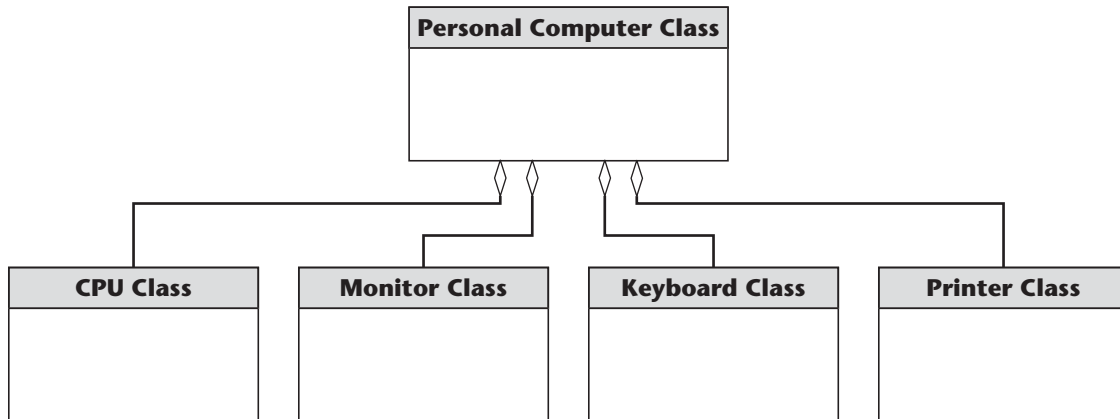 Personal Computer Class
CPU Class
Monitor Class
Keyboard Class
Printer Class